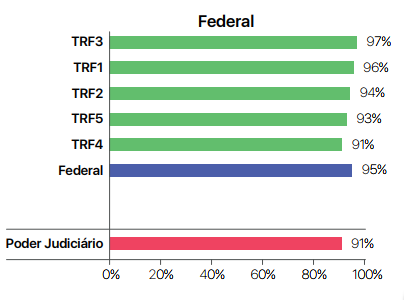 Federal
TRF3 97%
TRF1 96%
TRF2 94%
TRF5 93%
TRF4 91%
Federal 95%
Poder Judiciário 91%
0% 20% 40% 60% 80% 100%